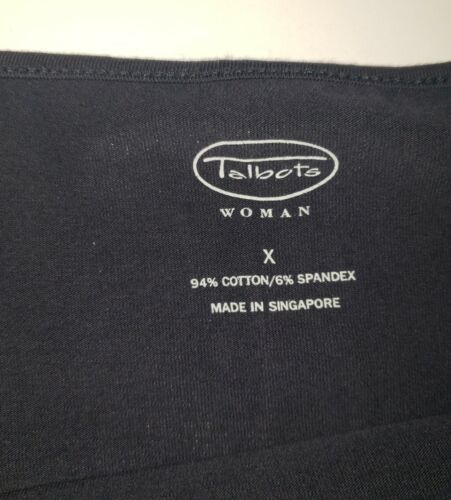 Talbots
WOMAN
X
94% COTTON/6% SPANDEX
MADE IN SINGAPORE